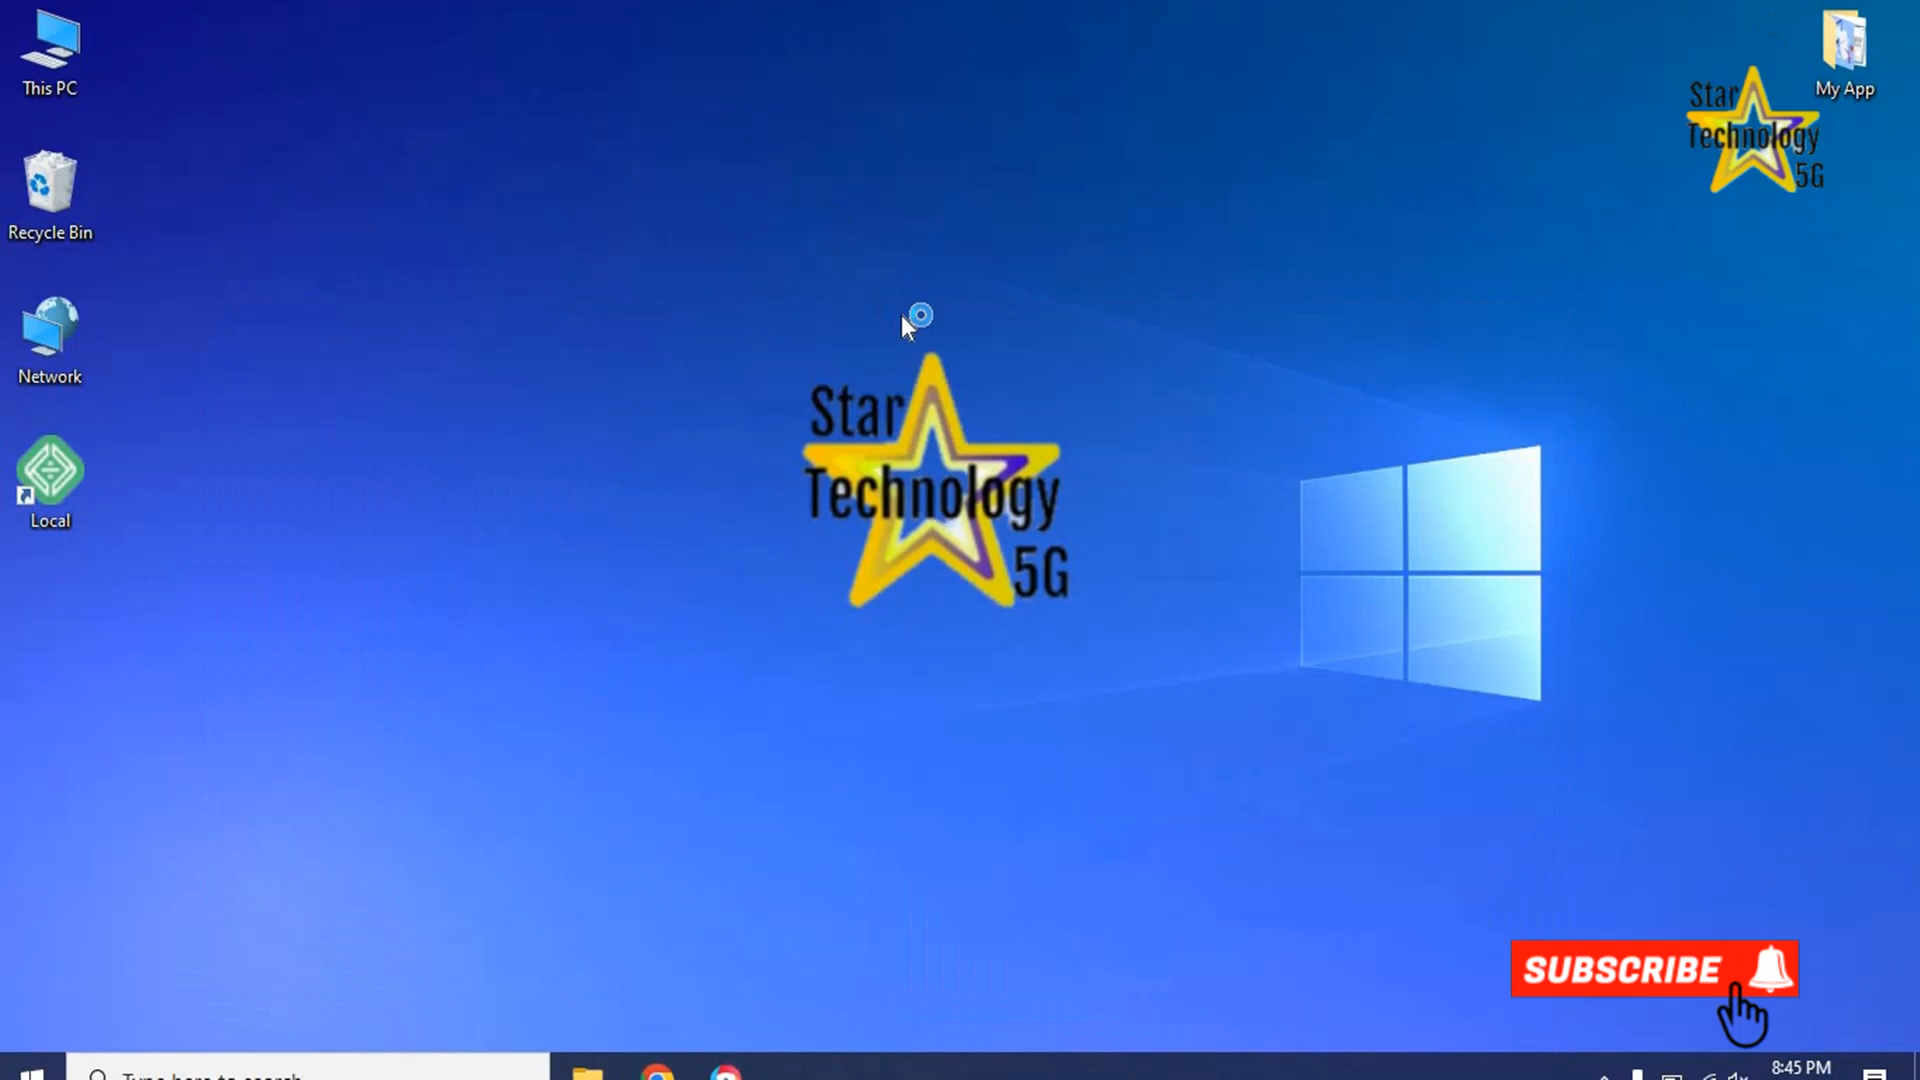 This PC
Recycle Bin
Network
Local
My App
Star
Technology
5G
Star
Technology
5G
SUBSCRIBE
Type here to search
8:45 PM